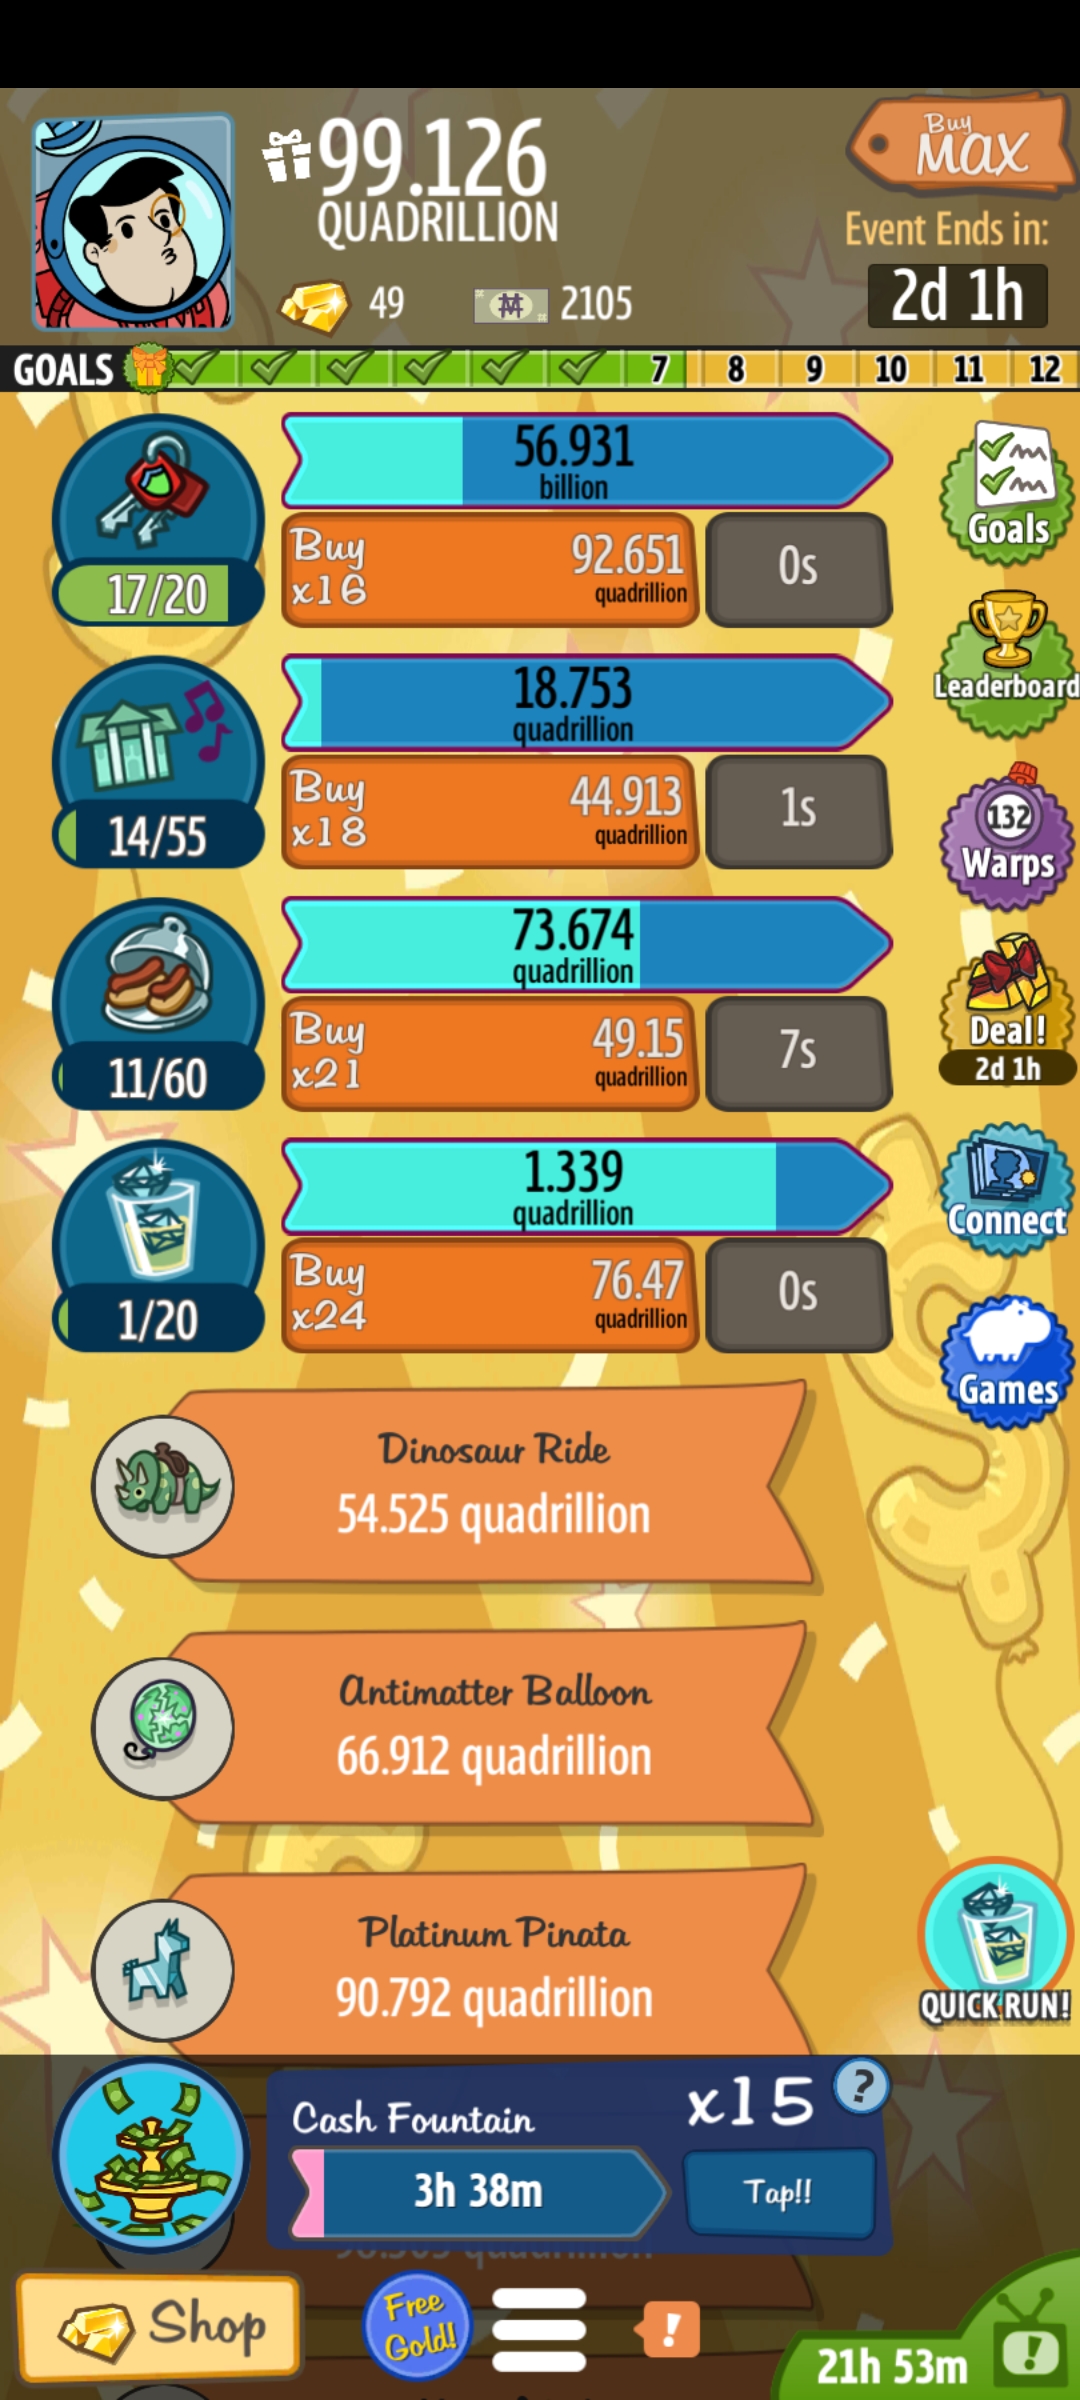 99.126
QUADRILLION
Buy
MAX
Event Ends in:
2d 1h
49
2105
GOALS
7
8
9
10
11
12
56.931
billion
17/20
Buy
x16
92.651
quadrillion
0s
Goals
18.753
quadrillion
14/55
Buy
x18
44.913
quadrillion
1s
Leaderboard
132
Warps
73.674
quadrillion
11/60
Buy
x21
49.15
quadrillion
7s
Deal!
2d 1h
1.339
quadrillion
1/20
Buy
x24
76.47
quadrillion
0s
Connect
Games
Dinosaur Ride
54.525 quadrillion
Antimatter Balloon
66.912 quadrillion
Platinum Pinata
90.792 quadrillion
QUICK RUN!
Cash Fountain
x15
?
3h 38m
Tap!!
Shop
Free
Gold!
!
21h 53m
!